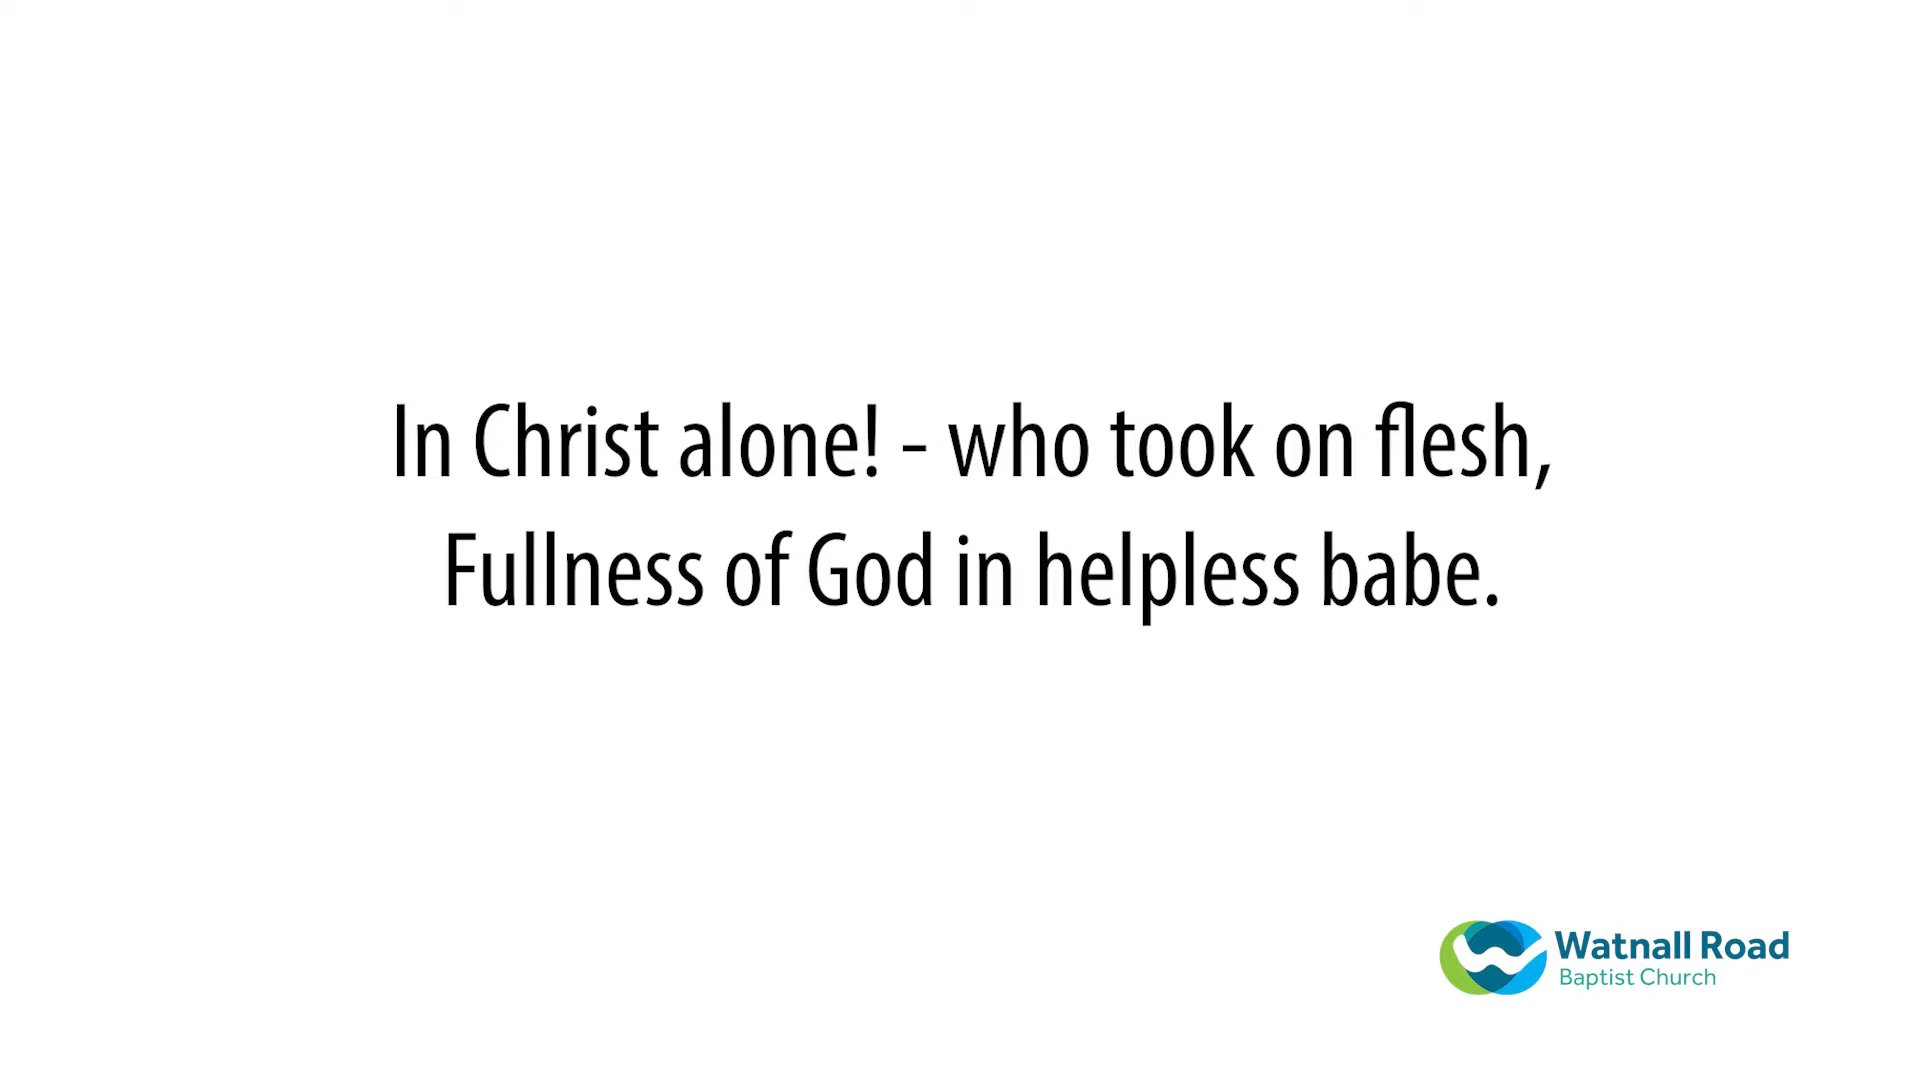 In Christ alone! - who took on flesh,
Fullness of God in helpless babe.
Watnall Road
Baptist Church